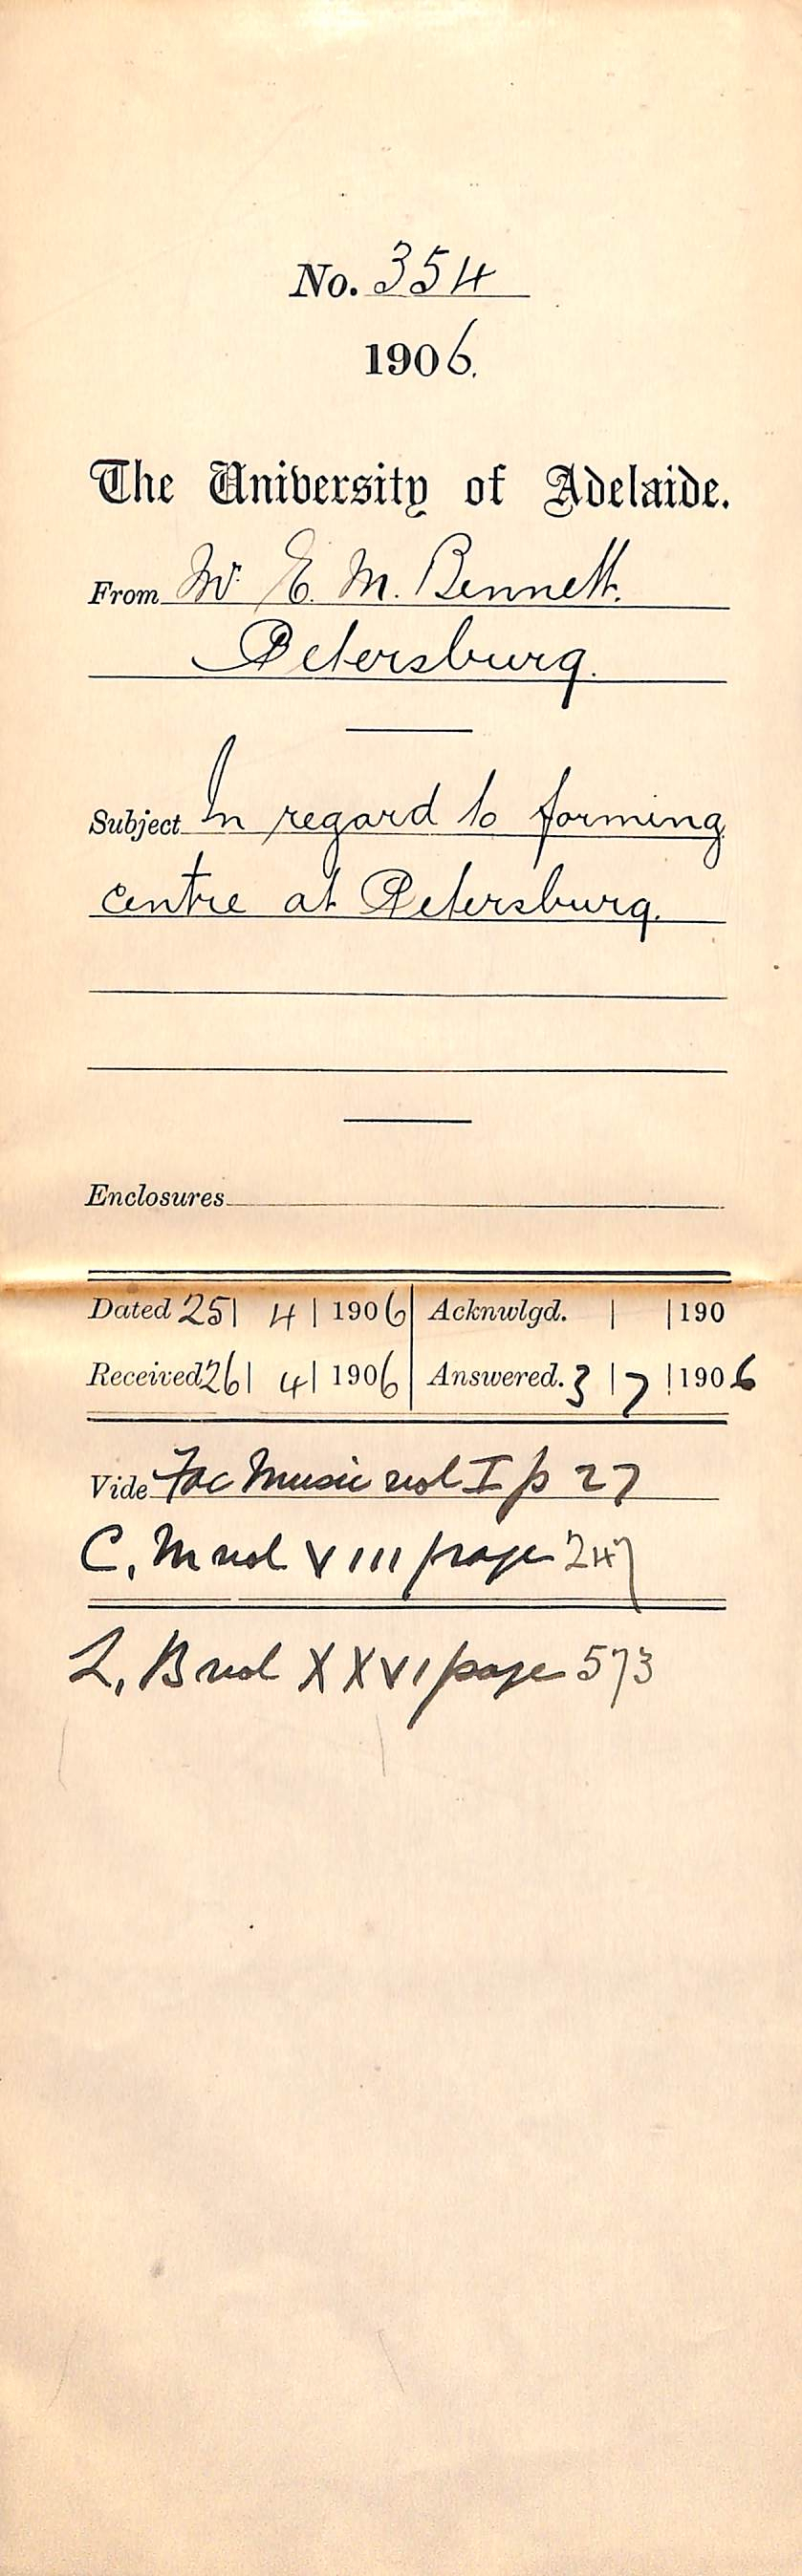 No. 354
1906.
The University of Adelaide.
From Mr. E. M. Bennett.
Petersburg.
Subject In regard to forming
centre at Petersburg.
Enclosures
Dated 25| 4| 1906 Acknwlgd. | |190
Received 26| 4| 1906 Answered. 3 |7 |1906
Vide Fac Music vol I p 27
C. M vol VIII page 247
L. B vol XXVI page 573